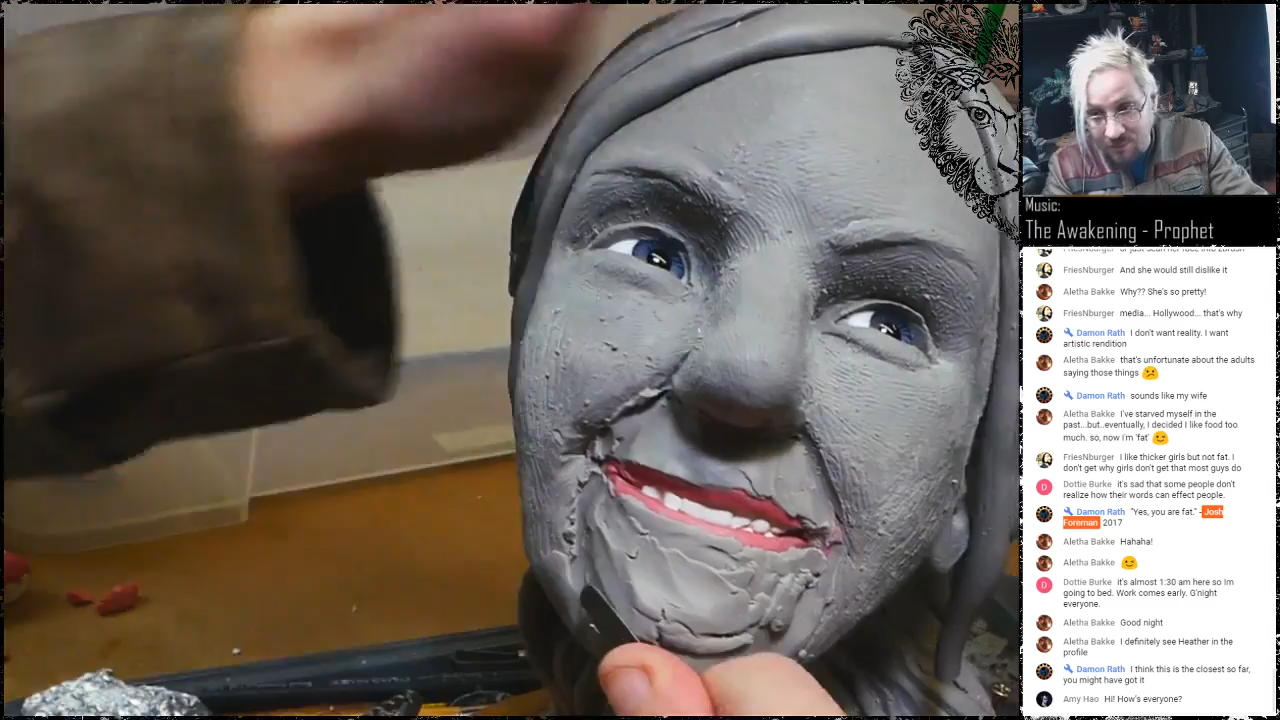 Music:
The Awakening - Prophet
FriesNburger or just scan her face into zbrush
FriesNburger And she would still dislike it
Aletha Bakke Why?? She's so pretty!
FriesNburger media... Hollywood... that's why
Damon Rath I don't want reality. I want
artistic rendition
Aletha Bakke that's unfortunate about the adults
saying those things
Damon Rath sounds like my wife
Aletha Bakke I've starved myself in the
past...but..eventually, I decided I like food too
much. so, now i'm 'fat'
FriesNburger I like thicker girls but not fat. I
don't get why girls don't get that most guys do
D
Dottie Burke it's sad that some people don't
realize how their words can effect people.
Damon Rath "Yes, you are fat." - Josh
Foreman 2017
Aletha Bakke Hahaha!
Aletha Bakke
D
Dottie Burke it's almost 1:30 am here so Im
going to bed. Work comes early. G'night
everyone.
Aletha Bakke Good night
Aletha Bakke I definitely see Heather in the
profile
Damon Rath I think this is the closest so far,
you might have got it
Amy Hao Hi! How's everyone?